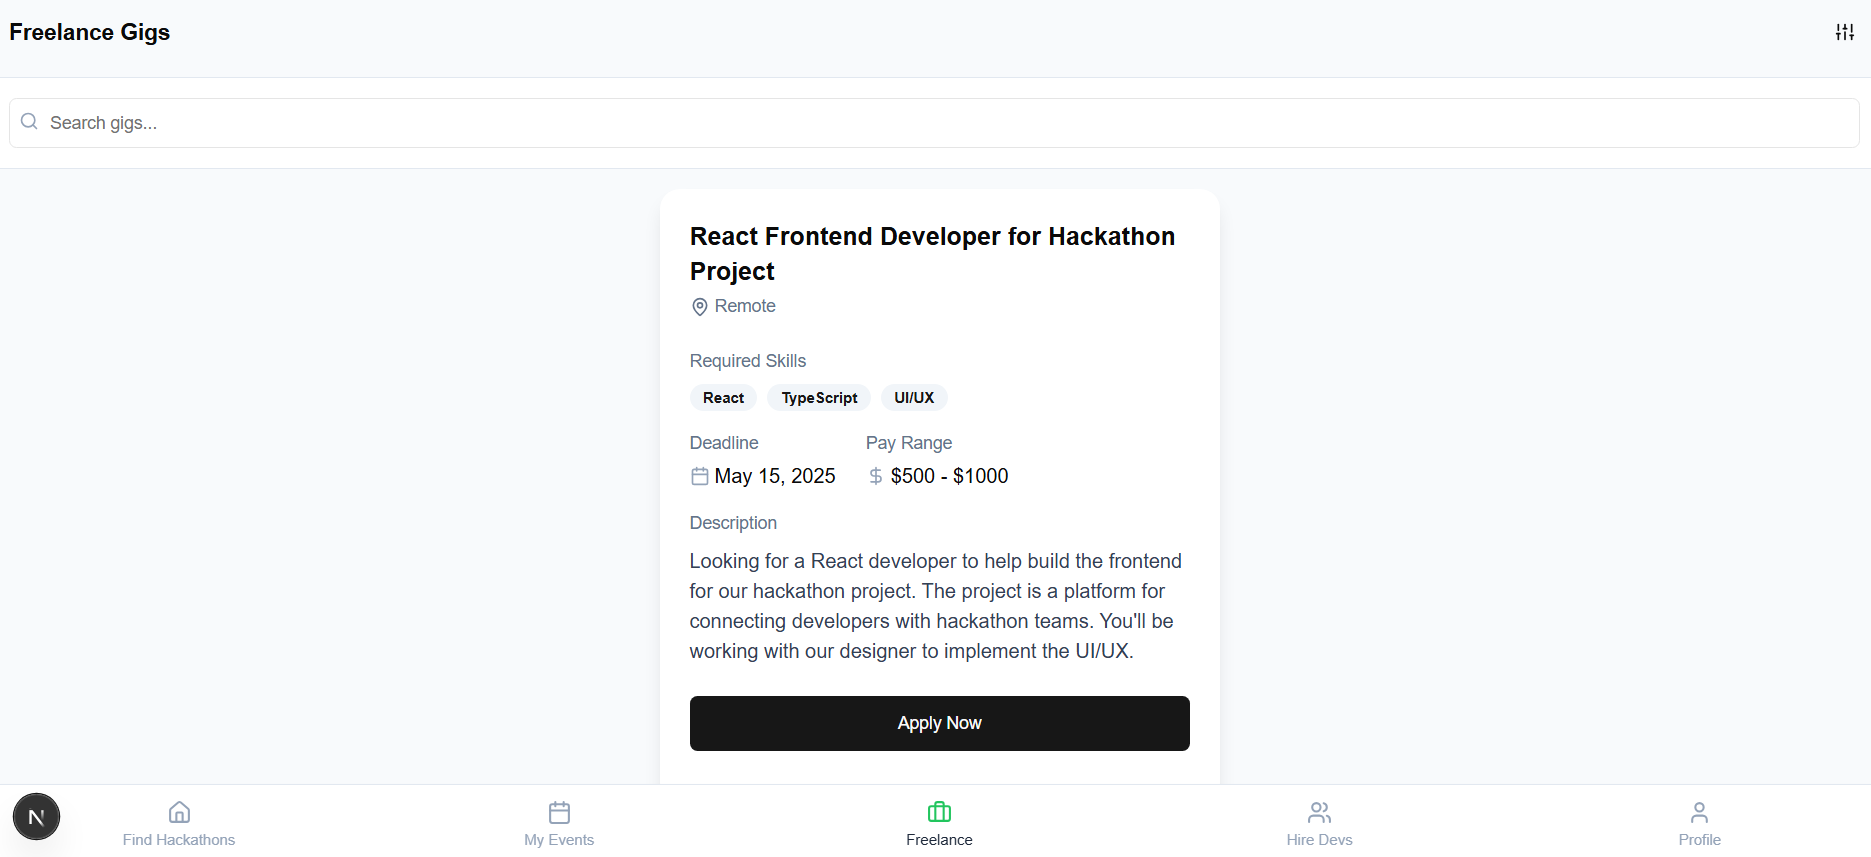 Freelance Gigs
Search gigs...
React Frontend Developer for Hackathon
Project
Remote
Required Skills
React TypeScript UI/UX
Deadline Pay Range
May 15, 2025 $ $500 - $1000
Description
Looking for a React developer to help build the frontend
for our hackathon project. The project is a platform for
connecting developers with hackathon teams. You'll be
working with our designer to implement the UI/UX.
Apply Now
N
Find Hackathons My Events Freelance Hire Devs Profile